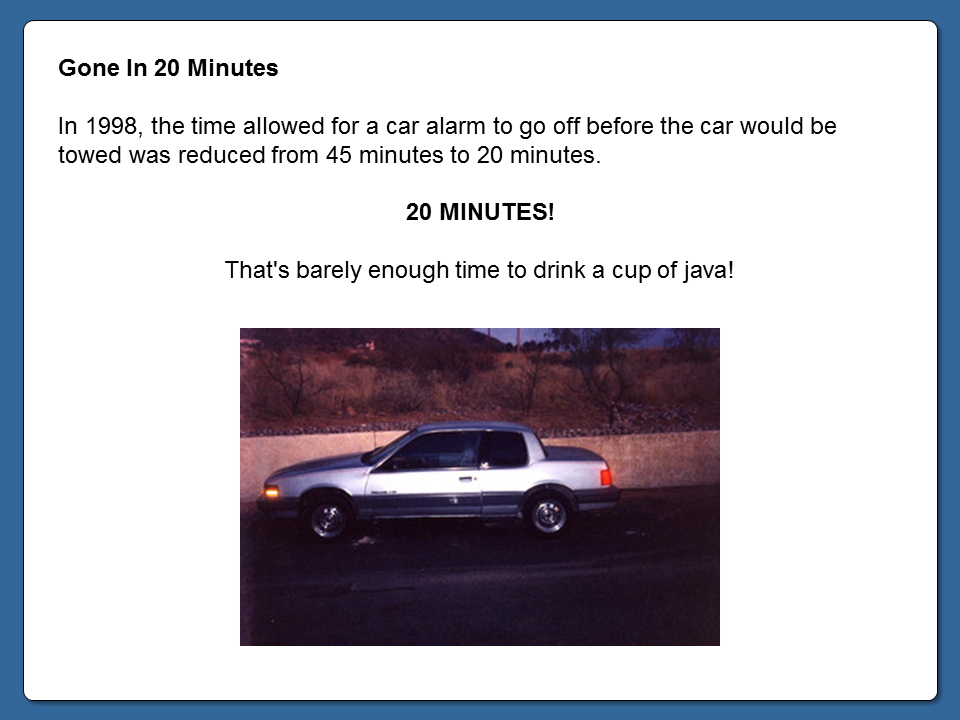 Gone In 20 Minutes
In 1998, the time allowed for a car alarm to go off before the car would be
towed was reduced from 45 minutes to 20 minutes.
20 MINUTES!
That's barely enough time to drink a cup of java!